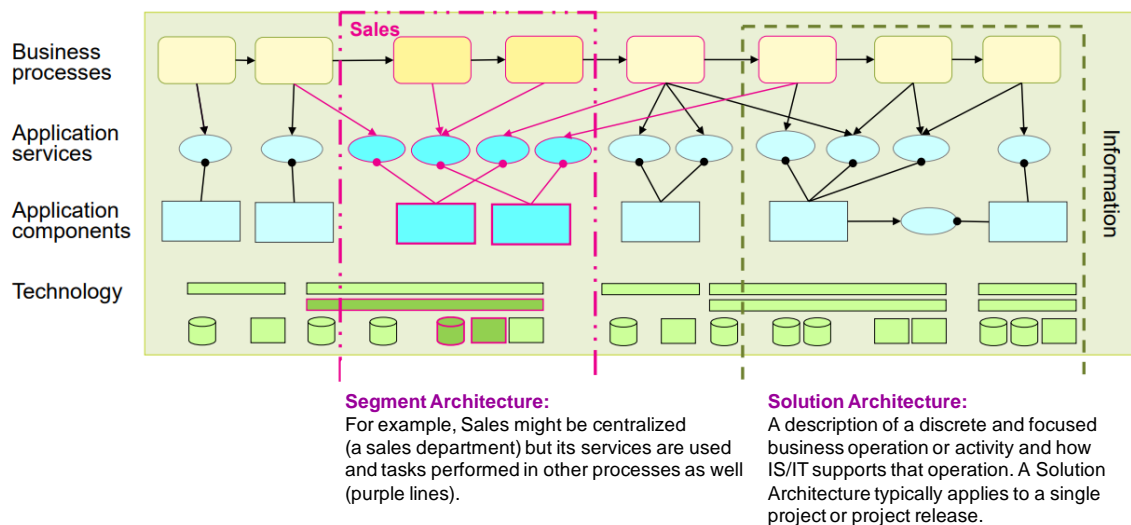 Sales
Business
processes
Application
services
Application
components
Technology
Information
Segment Architecture:
For example, Sales might be centralized
(a sales department) but its services are used
and tasks performed in other processes as well
(purple lines).
Solution Architecture:
A description of a discrete and focused
business operation or activity and how
IS/IT supports that operation. A Solution
Architecture typically applies to a single
project or project release.